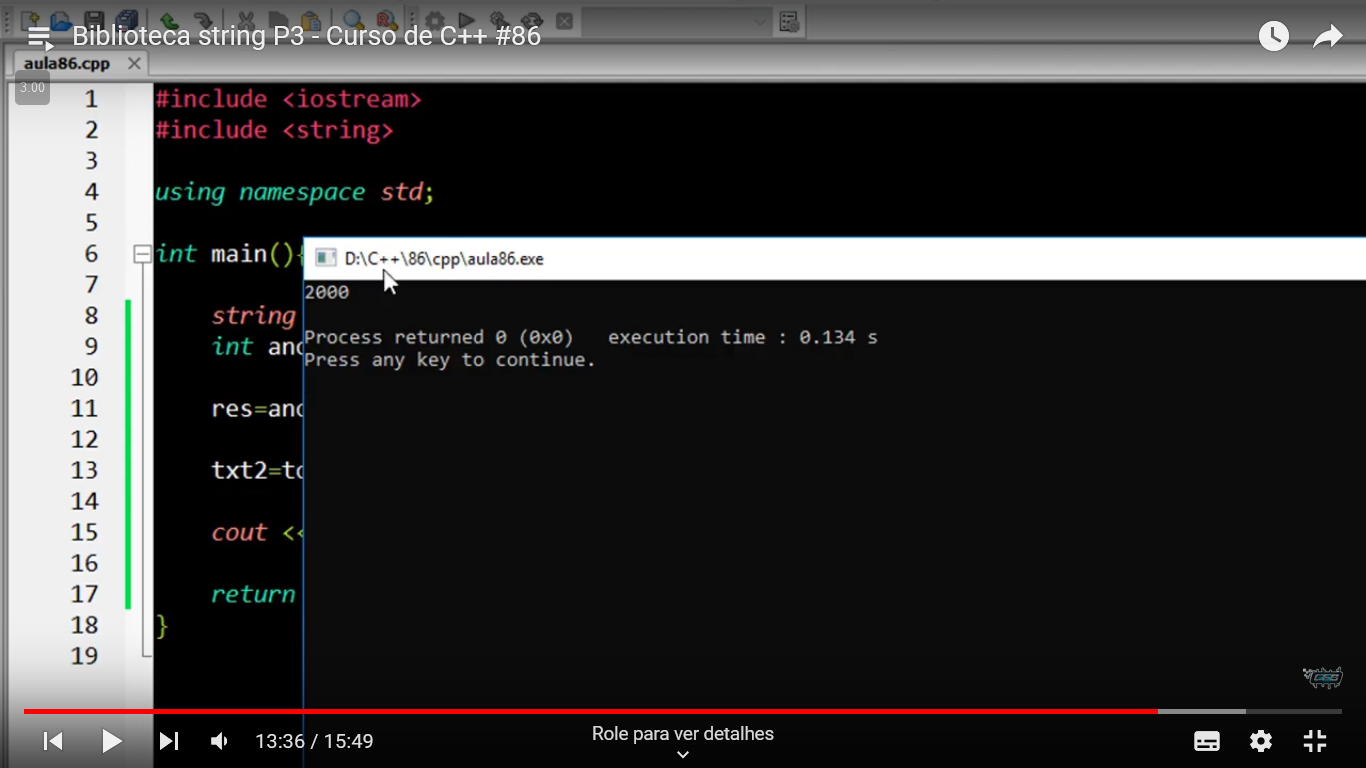 Biblioteca string P3 - Curso de C++ #86
aula86.cpp
3.00
1 #include <iostream>
2 #include <string>
3
4 using namespace std;
5
6 int main(){
7
8 string
9 int
10
11 res=
12
13 txt2=
14
15 cout <
16
17 return
18 }
19
D:\C++\86\cpp\aula86.exe
2000
Process returned 0 (0x0) execution time : 0.134 s
Press any key to continue.
13:36 / 15:49
Role para ver detalhes